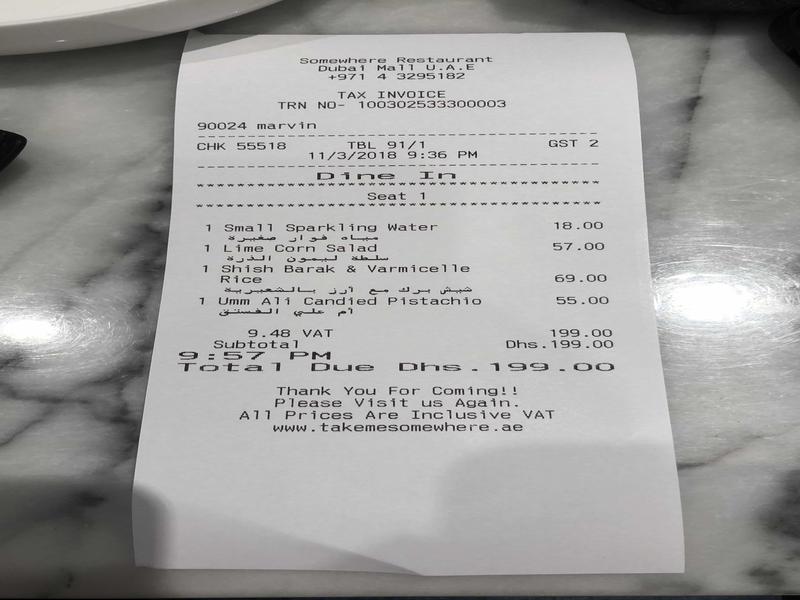 Somewhere Restaurant
Dubai Mall U.A.E
+971 4 3295182
TAX INVOICE
TRN NO- 100302533300003
90024 marvin
CHK 55518 TBL 91/1 GST 2
11/3/2018 9:36 PM
Dine In
Seat 1
1 Small Sparkling Water 18.00
مياه فوار صغيرة
1 Lime Corn Salad 57.00
سلطة ليمون الذرة
1 Shish Barak & Varmicelle
Rice 69.00
شيش برك مع أرز بالشعيرية
1 Umm Ali Candied Pistachio 55.00
أم علي الفستق
9.48 VAT 199.00
Subtotal Dhs.199.00
9:57 PM
Total Due Dhs.199.00
Thank You For Coming!!
Please Visit us Again.
All Prices Are Inclusive VAT
www.takemesomewhere.ae